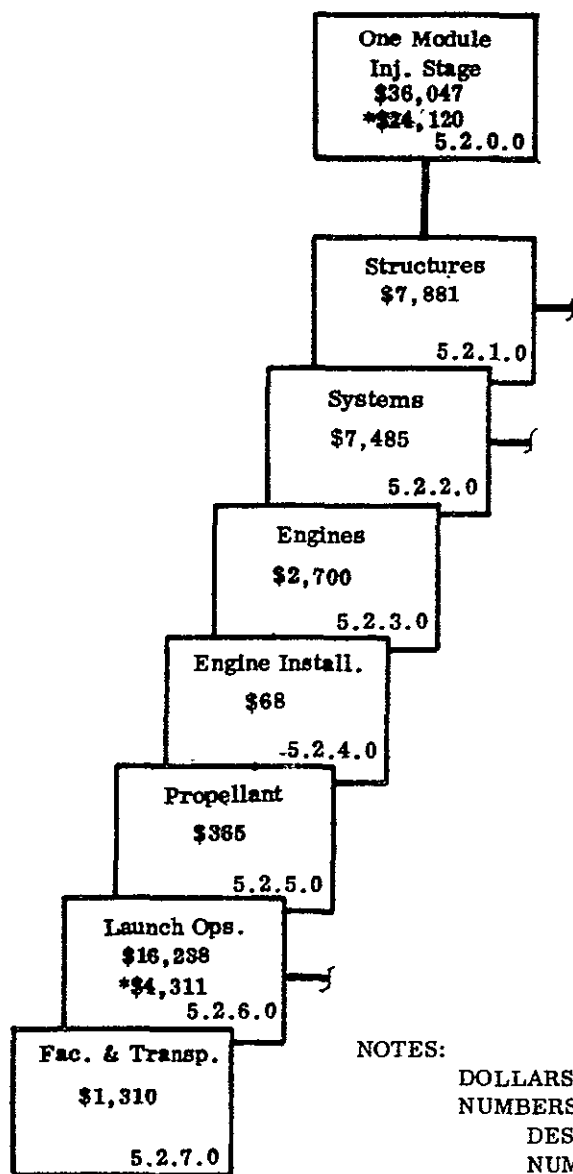 One Module
Inj. Stage
$36,047
*$24,120
5.2.0.0
Structures
$7,881
5.2.1.0
Systems
$7,485
5.2.2.0
Engines
$2,700
5.2.3.0
Engine Install.
$68
5.2.4.0
Propellant
$365
5.2.5.0
Launch Ops.
$16,238
*$4,311
5.2.6.0
Fac. & Transp.
$1,310
5.2.7.0
NOTES:
DOLLARS
NUMBERS
DES
NUM